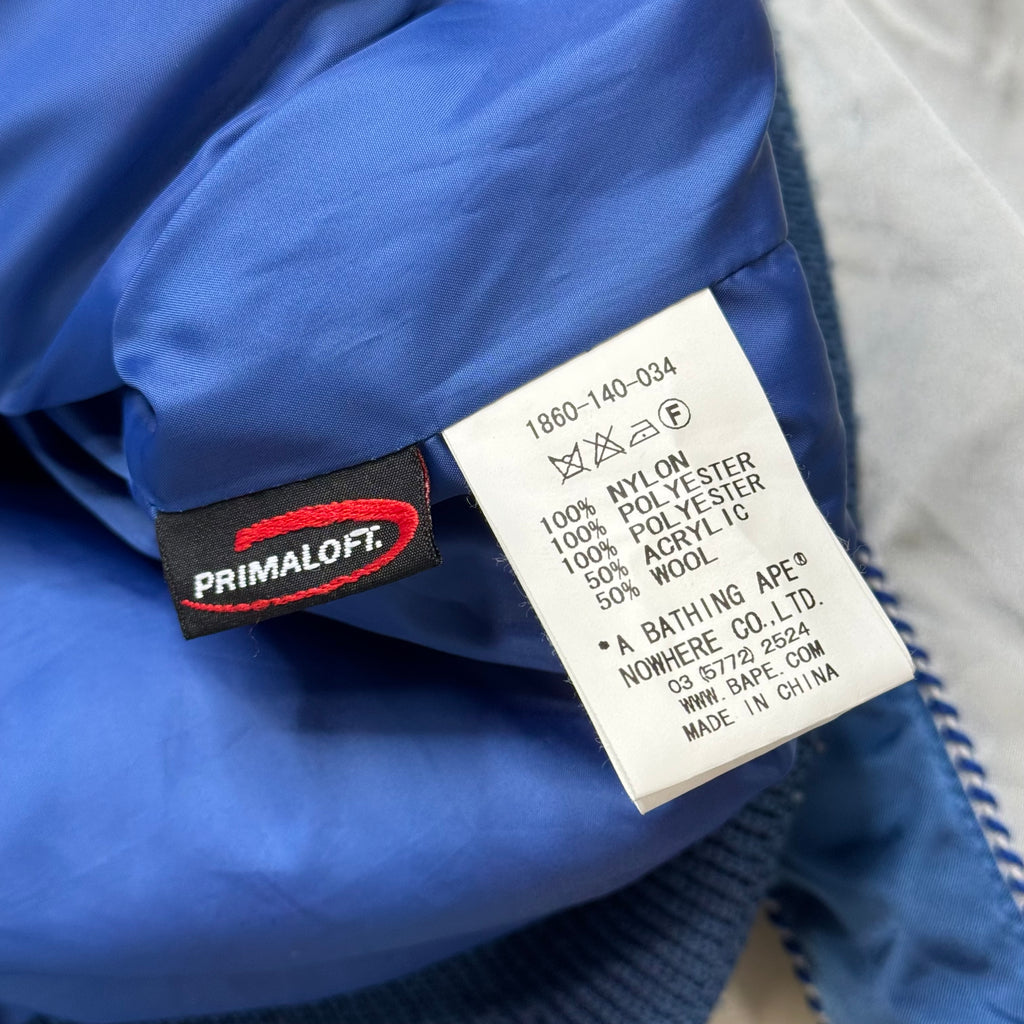 PRIMALOFT.
1860-140-034
F
100% NYLON
100% POLYESTER
100% POLYESTER
50% ACRYLIC
50% WOOL
*A BATHING APE®
NOWHERE CO.,LTD.
03 (5772) 2524
WWW.BAPE.COM
MADE IN CHINA